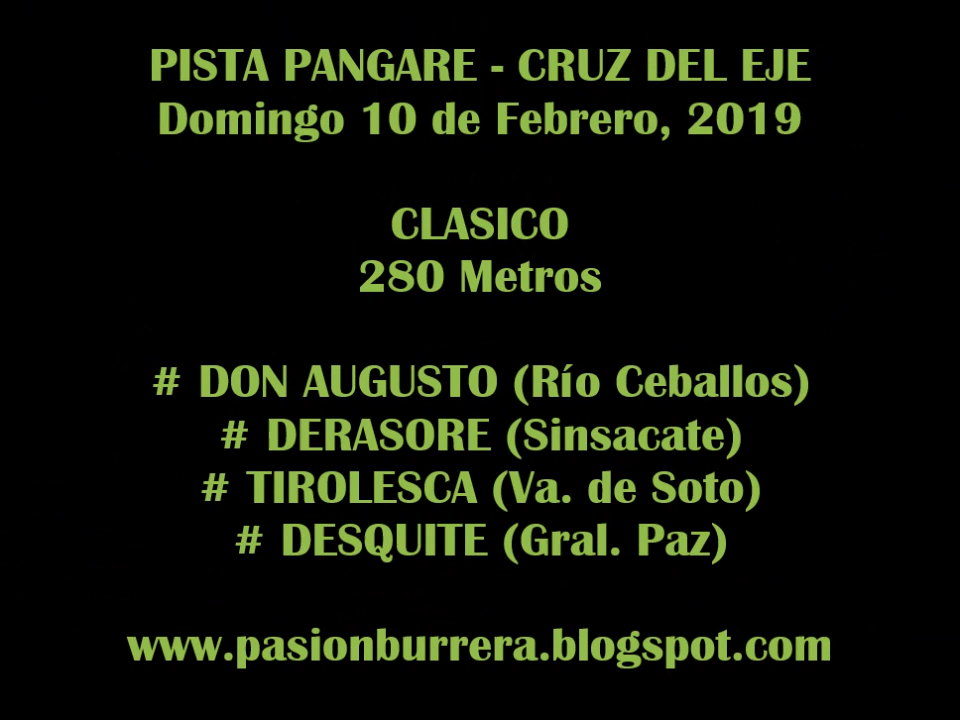 PISTA PANGARE - CRUZ DEL EJE
Domingo 10 de Febrero, 2019
CLASICO
280 Metros
# DON AUGUSTO (Río Ceballos)
# DERASORE (Sinsacate)
# TIROLESCA (Va. de Soto)
# DESQUITE (Gral. Paz)
www.pasionburrera.blogspot.com